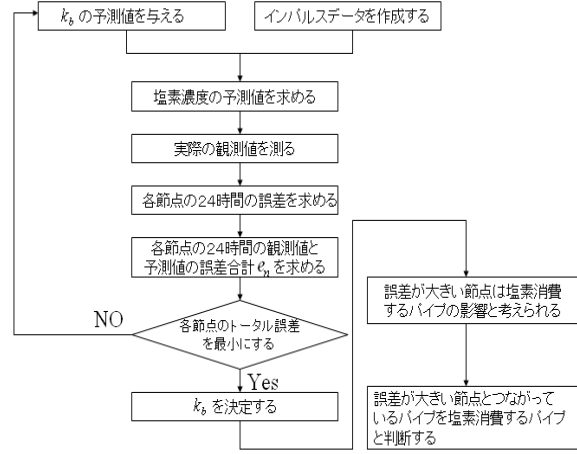 k_b の予測値を与える
インパルスデータを作成する
塩素濃度の予測値を求める
実際の観測値を測る
各節点の24時間の誤差を求める
各節点の24時間の観測値と
予測値の誤差合計 e_n を求める
各節点のトータル誤差
を最小にする
NO
Yes
k_b を決定する
誤差が大きい節点は塩素消費
するパイプの影響と考えられる
誤差が大きい節点とつながって
いるパイプを塩素消費するパイプ
と判断する